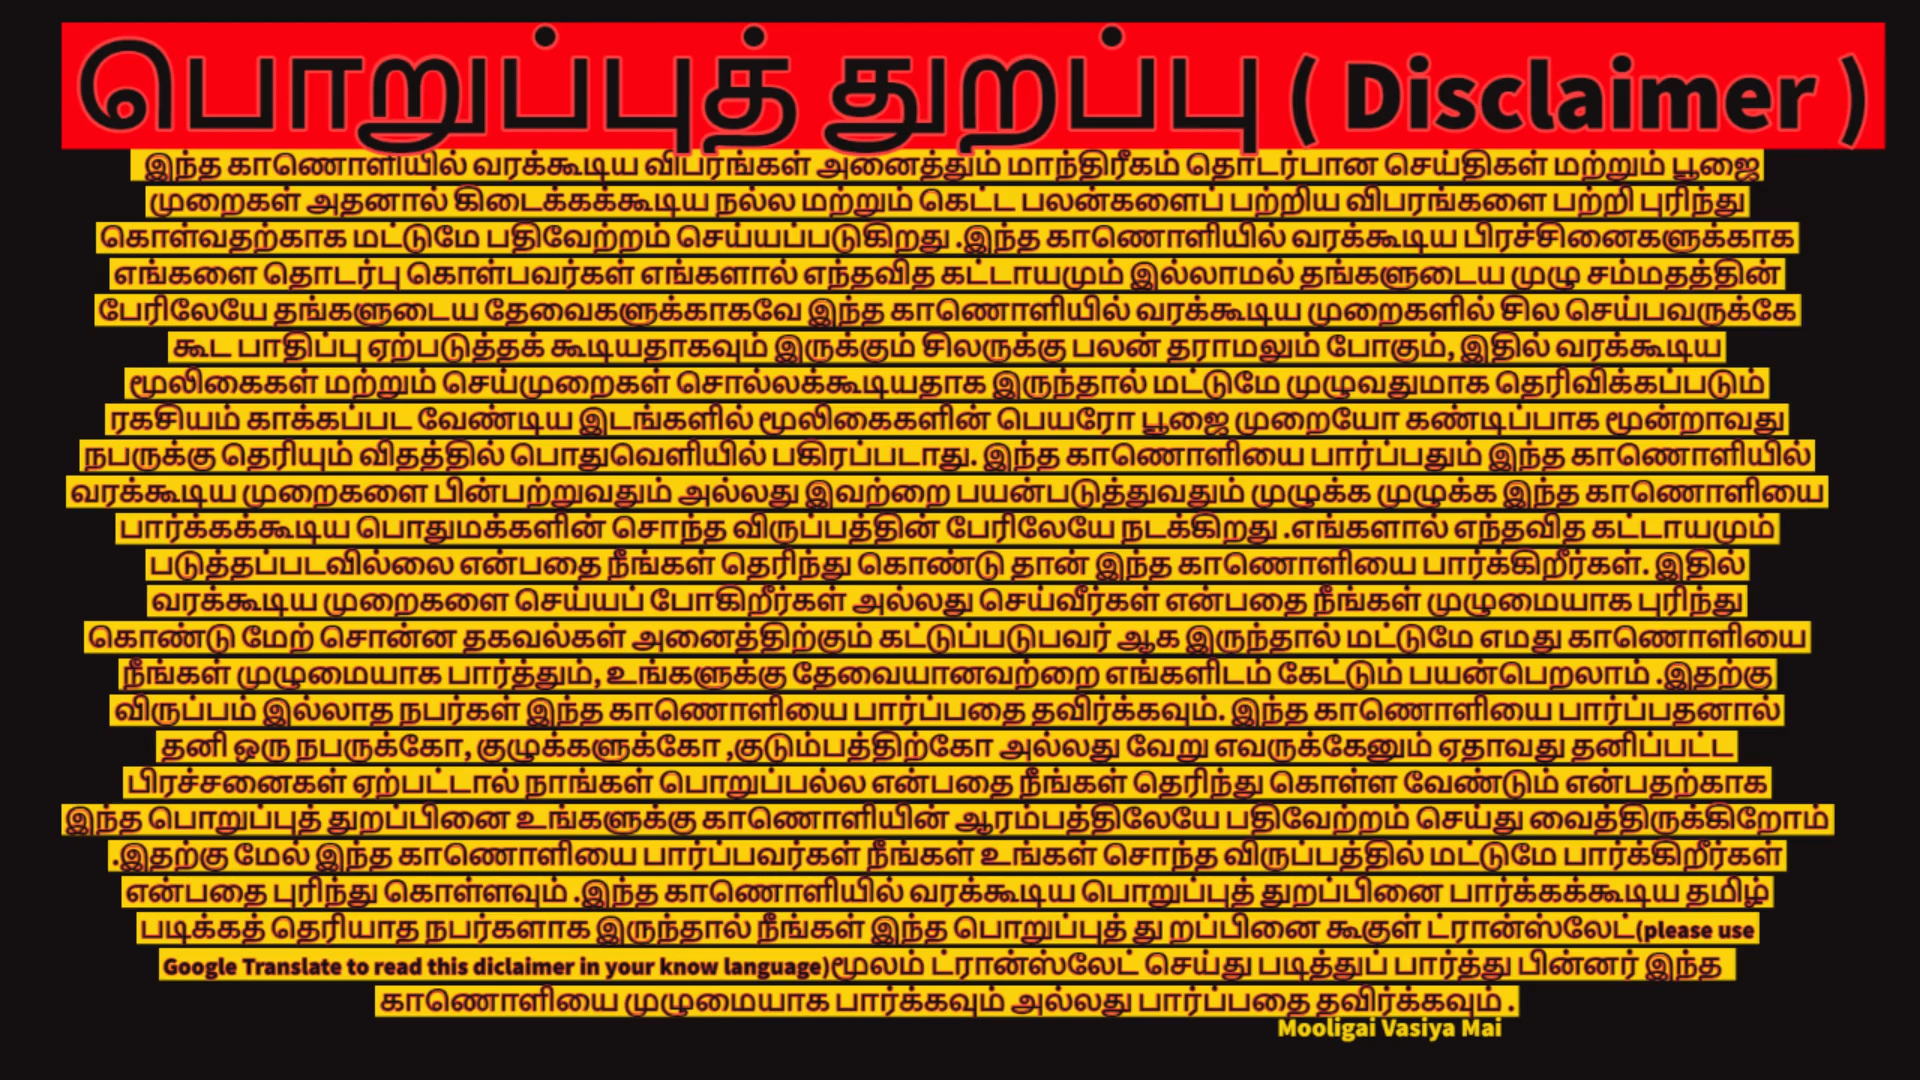 பொறுப்புத் துறப்பு ( Disclaimer )
இந்த காணொளியில் வரக்கூடிய விபரங்கள் அனைத்தும் மாந்திரீகம் தொடர்பான செய்திகள் மற்றும் பூஜை
முறைகள் அதனால் கிடைக்கக்கூடிய நல்ல மற்றும் கெட்ட பலன்களைப் பற்றிய விபரங்களை பற்றி புரிந்து
கொள்வதற்காக மட்டுமே பதிவேற்றம் செய்யப்படுகிறது .இந்த காணொளியில் வரக்கூடிய பிரச்சினைகளுக்காக
எங்களை தொடர்பு கொள்பவர்கள் எங்களால் எந்தவித கட்டாயமும் இல்லாமல் தங்களுடைய முழு சம்மதத்தின்
பேரிலேயே தங்களுடைய தேவைகளுக்காகவே இந்த காணொளியில் வரக்கூடிய முறைகளில் சில செய்பவருக்கே
கூட பாதிப்பு ஏற்படுத்தக் கூடியதாகவும் இருக்கும் சிலருக்கு பலன் தராமலும் போகும், இதில் வரக்கூடிய
மூலிகைகள் மற்றும் செய்முறைகள் சொல்லக்கூடியதாக இருந்தால் மட்டுமே முழுவதுமாக தெரிவிக்கப்படும்
ரகசியம் காக்கப்பட வேண்டிய இடங்களில் மூலிகைகளின் பெயரோ பூஜை முறையோ கண்டிப்பாக மூன்றாவது
நபருக்கு தெரியும் விதத்தில் பொதுவெளியில் பகிரப்படாது. இந்த காணொளியை பார்ப்பதும் இந்த காணொளியில்
வரக்கூடிய முறைகளை பின்பற்றுவதும் அல்லது இவற்றை பயன்படுத்துவதும் முழுக்க முழுக்க இந்த காணொளியை
பார்க்கக்கூடிய பொதுமக்களின் சொந்த விருப்பத்தின் பேரிலேயே நடக்கிறது .எங்களால் எந்தவித கட்டாயமும்
படுத்தப்படவில்லை என்பதை நீங்கள் தெரிந்து கொண்டு தான் இந்த காணொளியை பார்க்கிறீர்கள். இதில்
வரக்கூடிய முறைகளை செய்யப் போகிறீர்கள் அல்லது செய்வீர்கள் என்பதை நீங்கள் முழுமையாக புரிந்து
கொண்டு மேற் சொன்ன தகவல்கள் அனைத்திற்கும் கட்டுப்படுபவர் ஆக இருந்தால் மட்டுமே எமது காணொளியை
நீங்கள் முழுமையாக பார்த்தும், உங்களுக்கு தேவையானவற்றை எங்களிடம் கேட்டும் பயன்பெறலாம் .இதற்கு
விருப்பம் இல்லாத நபர்கள் இந்த காணொளியை பார்ப்பதை தவிர்க்கவும். இந்த காணொளியை பார்ப்பதனால்
தனி ஒரு நபருக்கோ, குழுக்களுக்கோ ,குடும்பத்திற்கோ அல்லது வேறு எவருக்கேனும் ஏதாவது தனிப்பட்ட
பிரச்சனைகள் ஏற்பட்டால் நாங்கள் பொறுப்பல்ல என்பதை நீங்கள் தெரிந்து கொள்ள வேண்டும் என்பதற்காக
இந்த பொறுப்புத் துறப்பினை உங்களுக்கு காணொளியின் ஆரம்பத்திலேயே பதிவேற்றம் செய்து வைத்திருக்கிறோம்
.இதற்கு மேல் இந்த காணொளியை பார்ப்பவர்கள் நீங்கள் உங்கள் சொந்த விருப்பத்தில் மட்டுமே பார்க்கிறீர்கள்
என்பதை புரிந்து கொள்ளவும் .இந்த காணொளியில் வரக்கூடிய பொறுப்புத் துறப்பினை பார்க்கக்கூடிய தமிழ்
படிக்கத் தெரியாத நபர்களாக இருந்தால் நீங்கள் இந்த பொறுப்புத் து றப்பினை கூகுள் ட்ரான்ஸ்லேட்(please use
Google Translate to read this diclaimer in your know language)மூலம் ட்ரான்ஸ்லேட் செய்து படித்துப் பார்த்து பின்னர் இந்த
காணொளியை முழுமையாக பார்க்கவும் அல்லது பார்ப்பதை தவிர்க்கவும் .
Mooligai Vasiya Mai